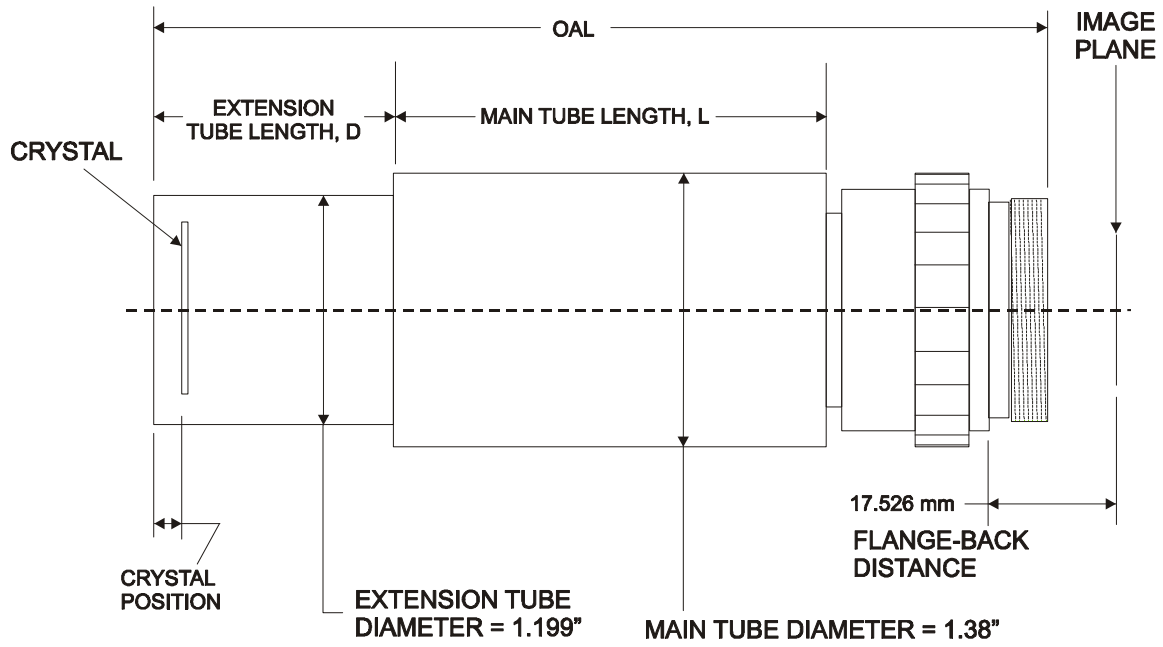 OAL
IMAGE
PLANE
EXTENSION
TUBE LENGTH, D
MAIN TUBE LENGTH, L
CRYSTAL
17.526 mm
FLANGE-BACK
DISTANCE
CRYSTAL
POSITION
EXTENSION TUBE
DIAMETER = 1.199”
MAIN TUBE DIAMETER = 1.38”